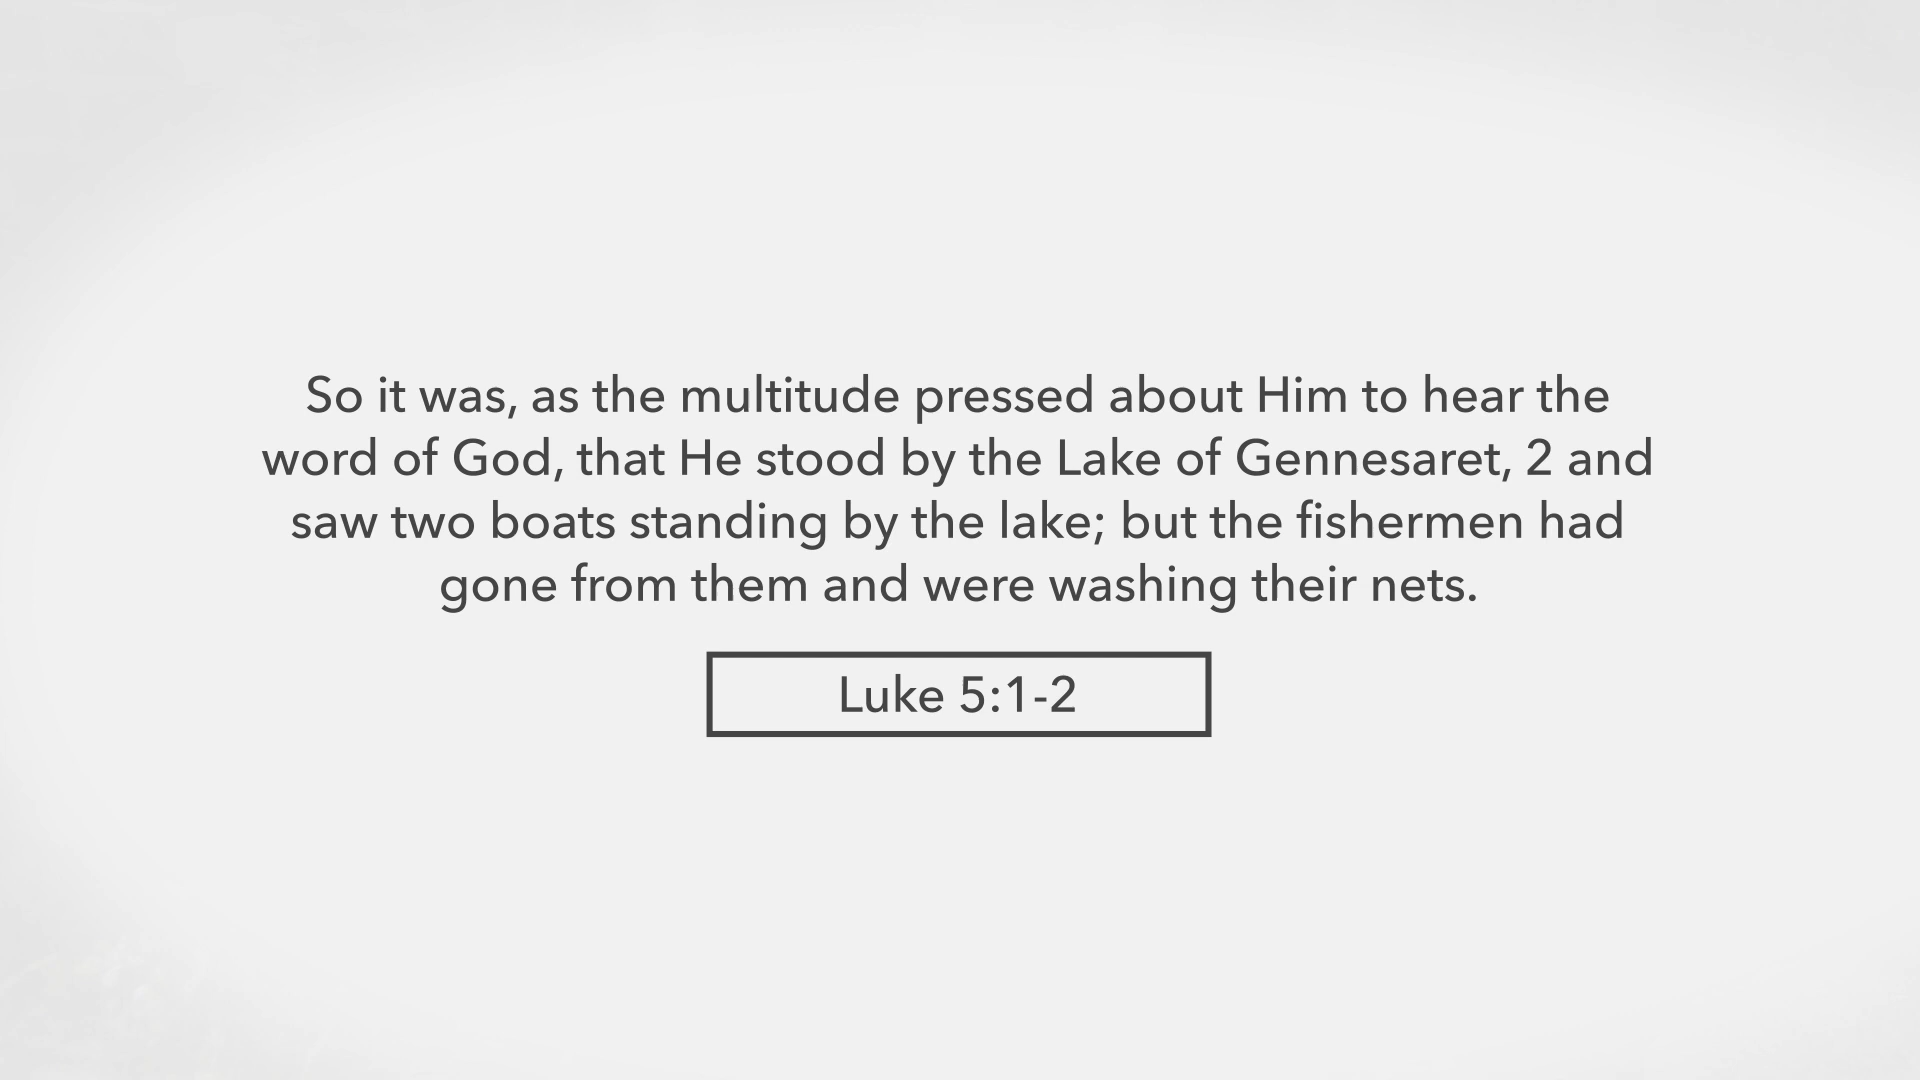 So it was, as the multitude pressed about Him to hear the
word of God, that He stood by the Lake of Gennesaret, 2 and
saw two boats standing by the lake; but the fishermen had
gone from them and were washing their nets.
Luke 5:1-2